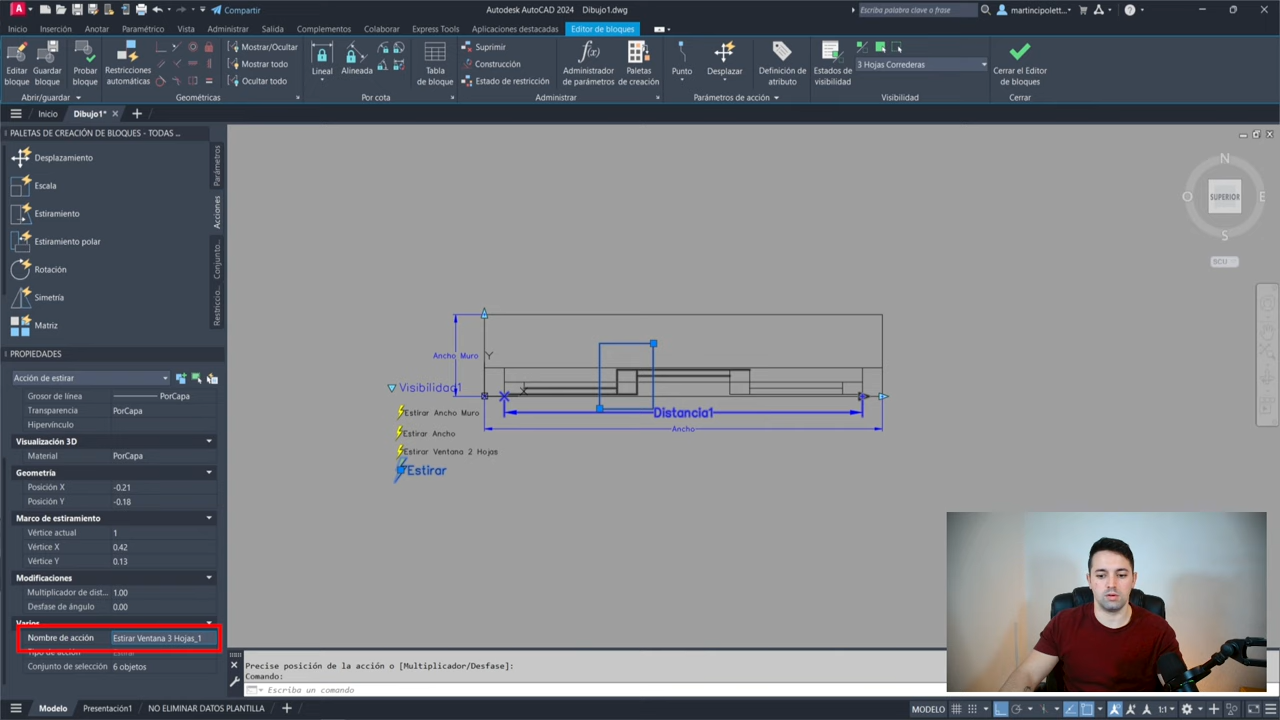 Compartir
Autodesk AutoCAD 2024 Dibujo1.dwg
Escriba palabra clave o frase
martincipolett...
Inicio Inserción Anotar Paramétrico Vista Administrar Salida Complementos Colaborar Express Tools Aplicaciones destacadas Editor de bloques
Editar bloque
Guardar bloque
Probar bloque
Abrir/guardar
Restricciones automáticas
Mostrar/Ocultar
Mostrar todo
Ocultar todo
Geométricas
Lineal
Alineada
Por cota
Tabla de bloque
Suprimir
Construcción
Estado de restricción
Administrador de parámetros
Paletas de creación
Administrar
Punto
Desplazar
Definición de atributo
Parámetros de acción
Estados de visibilidad
3 Hojas Correderas
Visibilidad
Cerrar el Editor de bloques
Cerrar
Inicio
Dibujo1*
PALETAS DE CREACIÓN DE BLOQUES - TODAS ...
Desplazamiento
Escala
Estiramiento
Estiramiento polar
Rotación
Simetría
Matriz
Parámetros
Acciones
Conjunto...
Restricc...
PROPIEDADES
Acción de estirar
Grosor de línea PorCapa
Transparencia PorCapa
Hipervínculo
Visualización 3D
Material PorCapa
Geometría
Posición X -0.21
Posición Y -0.18
Marco de estiramiento
Vértice actual 1
Vértice X 0.42
Vértice Y 0.13
Modificaciones
Multiplicador de dist... 1.00
Desfase de ángulo 0.00
Varios
Nombre de acción Estirar Ventana 3 Hojas_1
Tipo de acción Estirar
Conjunto de selección 6 objetos
Ancho Muro
Y
X
Visibilidad1
Estirar Ancho Muro
Estirar Ancho
Estirar Ventana 2 Hojas
Estirar
Distancia1
Ancho
N
O
SUPERIOR
E
S
SCU
Precise posición de la acción o [Multiplicador/Desfase]:
Comando:
Escriba un comando
Modelo Presentación1 NO ELIMINAR DATOS PLANTILLA
MODELO
1:1